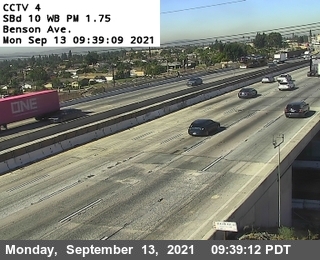 CCTV 4
SBd 10 WB PM 1.75
Benson Ave.
Mon Sep 13 09:39:09 2021
ONE
Monday, September 13, 2021 09:39:12 PDT